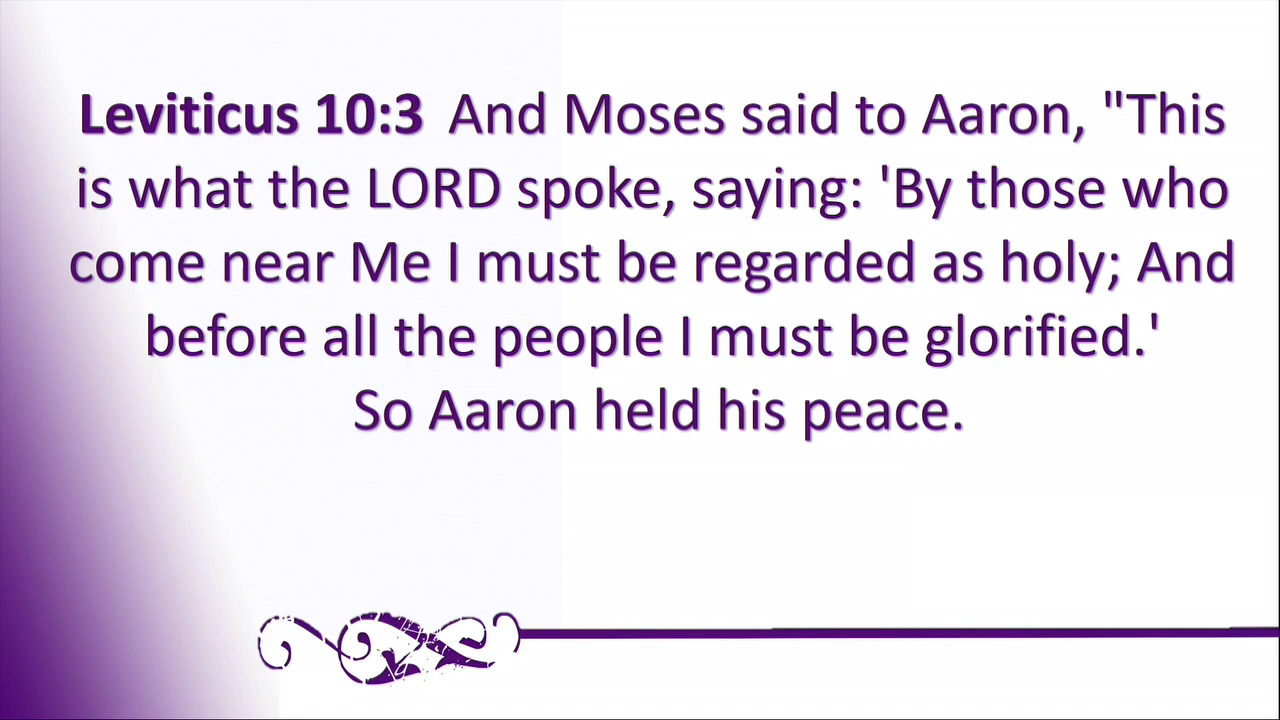 Leviticus 10:3 And Moses said to Aaron, "This
is what the LORD spoke, saying: 'By those who
come near Me I must be regarded as holy; And
before all the people I must be glorified.'
So Aaron held his peace.